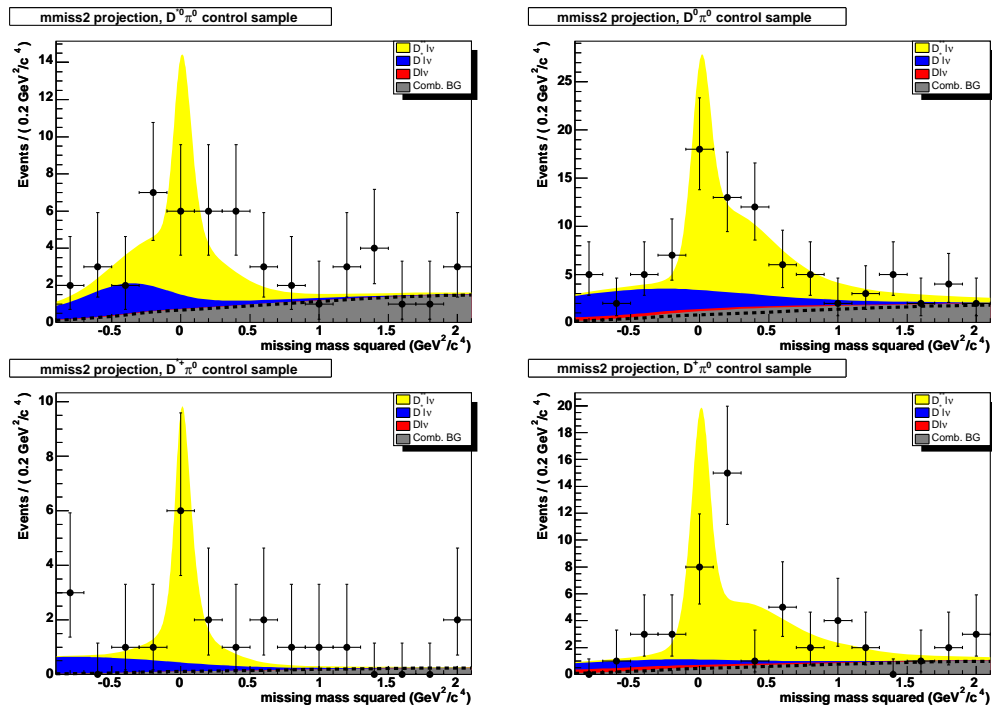 mmiss2 projection, D*0π0 control sample
Events / ( 0.2 GeV²/c⁴ )
14
12
10
8
6
4
2
0
D**lν
D*lν
Dlν
Comb. BG
-0.5 0 0.5 1 1.5 2
missing mass squared (GeV²/c⁴)
mmiss2 projection, D⁰π⁰ control sample
Events / ( 0.2 GeV²/c⁴ )
25
20
15
10
5
0
D**lν
D*lν
Dlν
Comb. BG
-0.5 0 0.5 1 1.5 2
missing mass squared (GeV²/c⁴)
mmiss2 projection, D*+π⁰ control sample
Events / ( 0.2 GeV²/c⁴ )
10
8
6
4
2
0
D**lν
D*lν
Dlν
Comb. BG
-0.5 0 0.5 1 1.5 2
missing mass squared (GeV²/c⁴)
mmiss2 projection, D⁺π⁰ control sample
Events / ( 0.2 GeV²/c⁴ )
20
18
16
14
12
10
8
6
4
2
0
D**lν
D*lν
Dlν
Comb. BG
-0.5 0 0.5 1 1.5 2
missing mass squared (GeV²/c⁴)